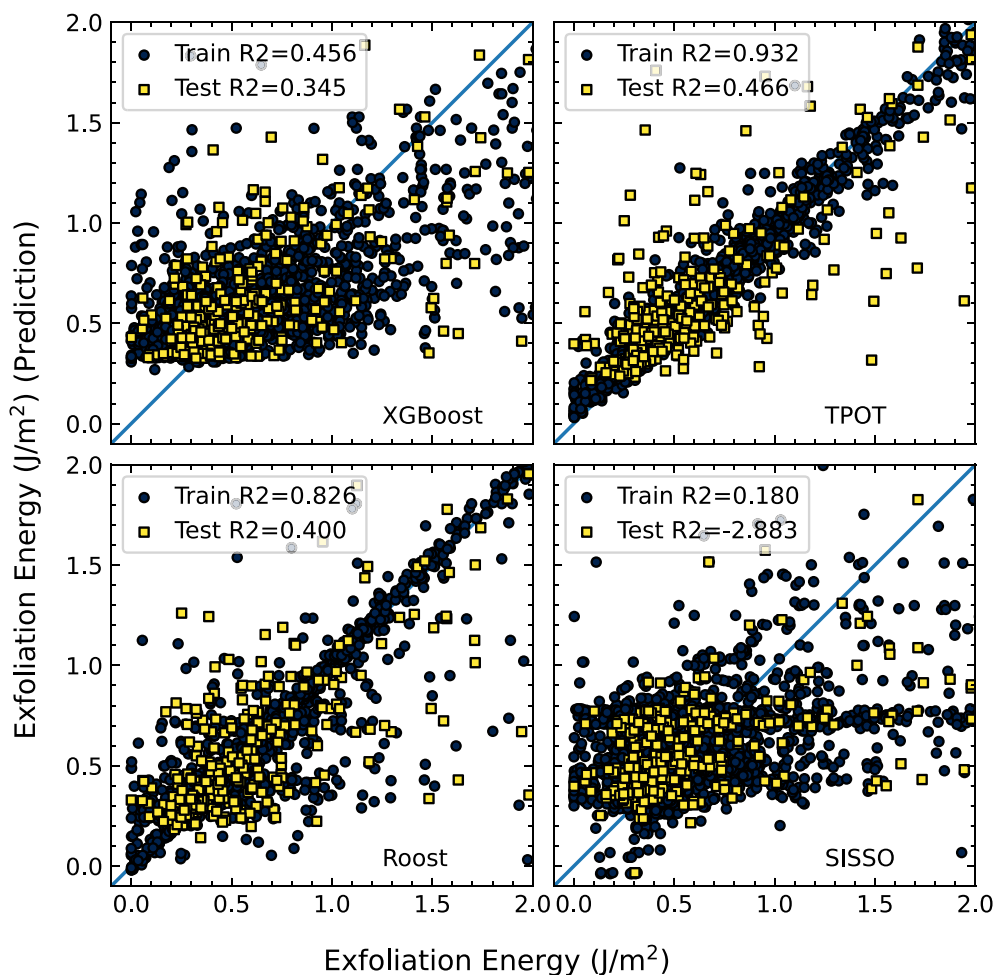 Exfoliation Energy (J/m²) (Prediction)
2.0
1.5
1.0
0.5
0.0
Train R2=0.456
Test R2=0.345
XGBoost
Train R2=0.932
Test R2=0.466
TPOT
2.0
1.5
1.0
0.5
0.0
Train R2=0.826
Test R2=0.400
Roost
Train R2=0.180
Test R2=-2.883
SISSO
0.0 0.5 1.0 1.5 2.0
0.0 0.5 1.0 1.5 2.0
Exfoliation Energy (J/m²)